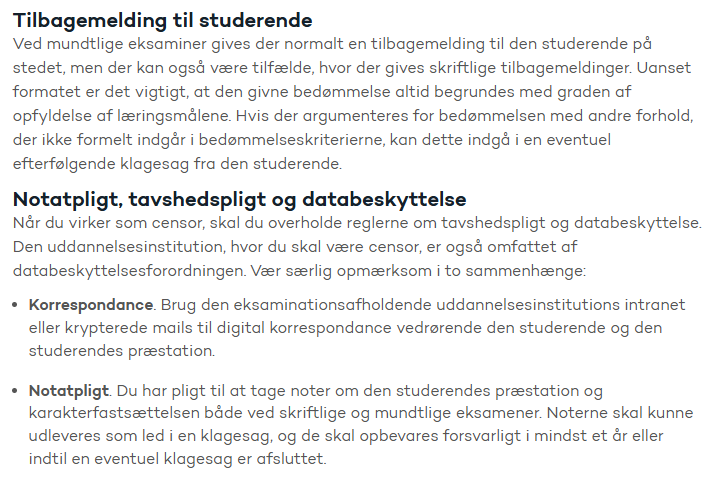 Tilbagemelding til studerende
Ved mundtlige eksaminer gives der normalt en tilbagemelding til den studerende på
stedet, men der kan også være tilfælde, hvor der gives skriftlige tilbagemeldinger. Uanset
formatet er det vigtigt, at den givne bedømmelse altid begrundes med graden af
opfyldelse af læringsmålene. Hvis der argumenteres for bedømmelsen med andre forhold,
der ikke formelt indgår i bedømmelseskriterierne, kan dette indgå i en eventuel
efterfølgende klagesag fra den studerende.
Notatpligt, tavshedspligt og databeskyttelse
Når du virker som censor, skal du overholde reglerne om tavshedspligt og databeskyttelse.
Den uddannelsesinstitution, hvor du skal være censor, er også omfattet af
databeskyttelsesforordningen. Vær særlig opmærksom i to sammenhænge:
• Korrespondance. Brug den eksaminationsafholdende uddannelsesinstitutions intranet
eller krypterede mails til digital korrespondance vedrørende den studerende og den
studerendes præstation.
• Notatpligt. Du har pligt til at tage noter om den studerendes præstation og
karakterfastsættelsen både ved skriftlige og mundtlige eksamener. Noterne skal kunne
udleveres som led i en klagesag, og de skal opbevares forsvarligt i mindst et år eller
indtil en eventuel klagesag er afsluttet.